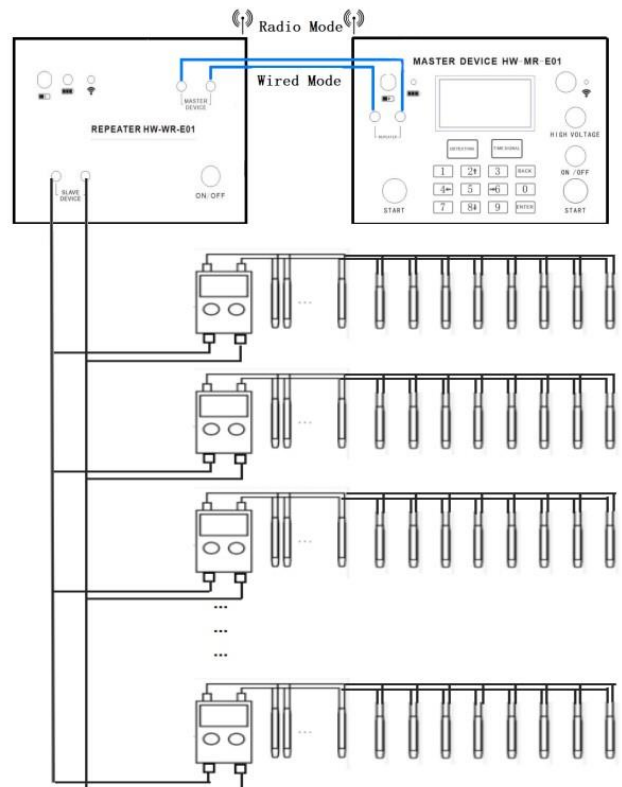 Radio Mode
Wired Mode
MASTER
DEVICE
REPEATER HW-WR-E01
SLAVE
DEVICE
ON/OFF
MASTER DEVICE HW-MR-E01
REPEATER
HIGH VOLTAGE
ON /OFF
1 2 3 BACK
4 5 6 0
7 8 9 ENTER
START
START
...
...
...
...
...
...
...